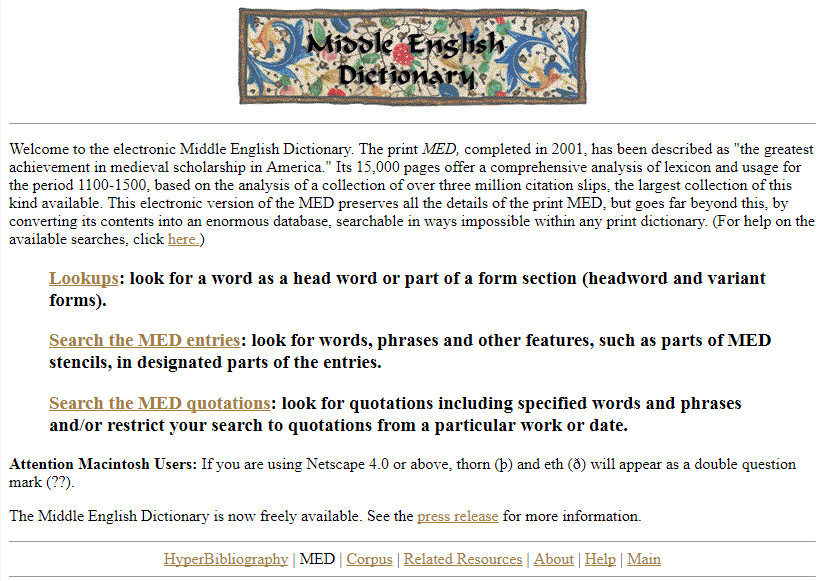 Middle English
Dictionary
Welcome to the electronic Middle English Dictionary. The print MED, completed in 2001, has been described as "the greatest
achievement in medieval scholarship in America." Its 15,000 pages offer a comprehensive analysis of lexicon and usage for
the period 1100-1500, based on the analysis of a collection of over three million citation slips, the largest collection of this
kind available. This electronic version of the MED preserves all the details of the print MED, but goes far beyond this, by
converting its contents into an enormous database, searchable in ways impossible within any print dictionary. (For help on the
available searches, click here.)
Lookups: look for a word as a head word or part of a form section (headword and variant
forms).
Search the MED entries: look for words, phrases and other features, such as parts of MED
stencils, in designated parts of the entries.
Search the MED quotations: look for quotations including specified words and phrases
and/or restrict your search to quotations from a particular work or date.
Attention Macintosh Users: If you are using Netscape 4.0 or above, thorn (þ) and eth (ð) will appear as a double question
mark (??).
The Middle English Dictionary is now freely available. See the press release for more information.
HyperBibliography | MED | Corpus | Related Resources | About | Help | Main